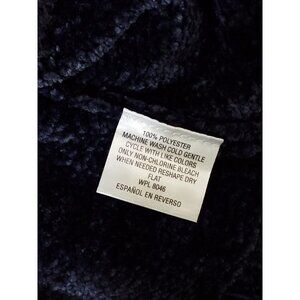 100% POLYESTER
MACHINE WASH COLD GENTLE
CYCLE WITH LIKE COLORS
ONLY NON-CHLORINE BLEACH
WHEN NEEDED RESHAPE DRY
FLAT
WPL 8046
ESPAÑOL EN REVERSO